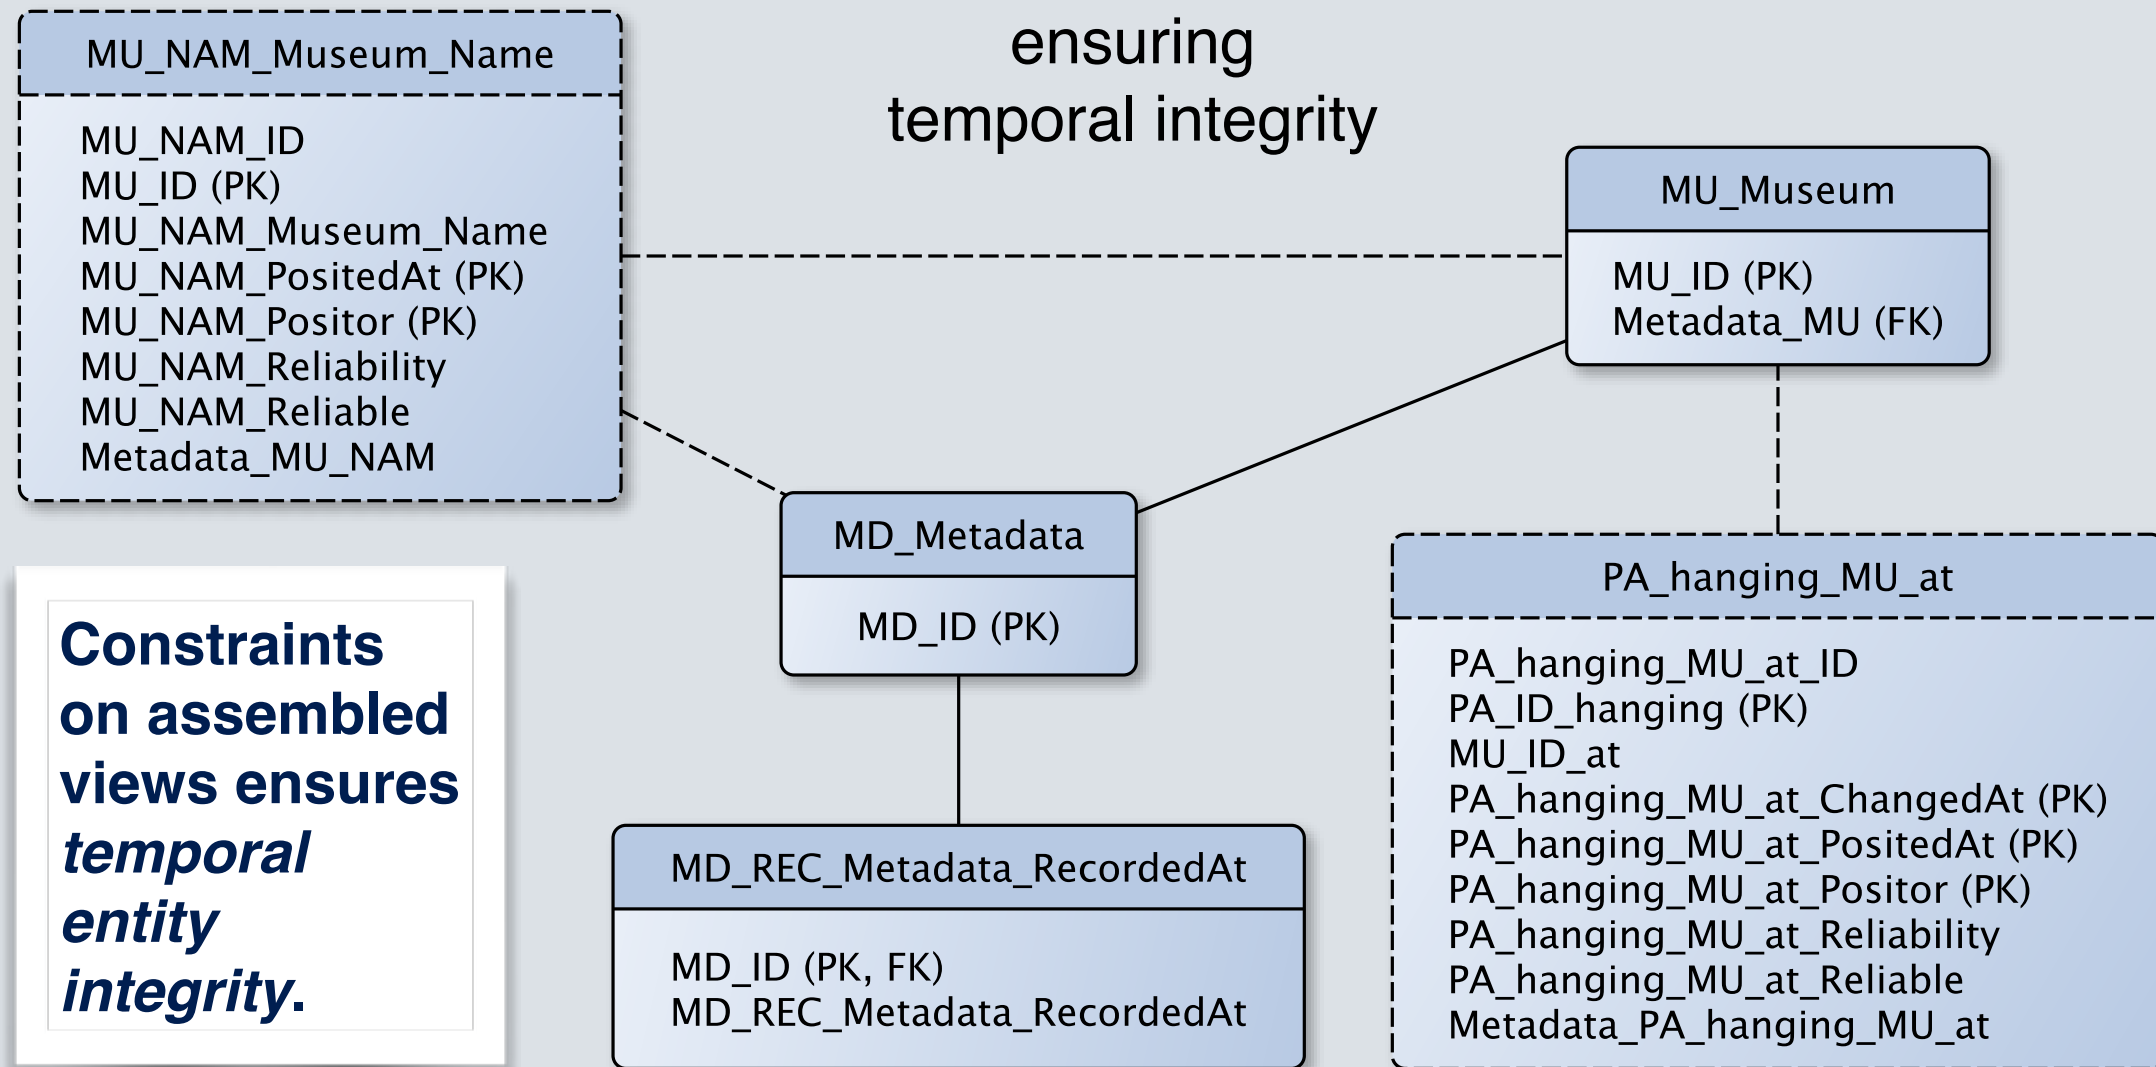 ensuring
temporal integrity
MU_NAM_Museum_Name
MU_NAM_ID
MU_ID (PK)
MU_NAM_Museum_Name
MU_NAM_PositedAt (PK)
MU_NAM_Positor (PK)
MU_NAM_Reliability
MU_NAM_Reliable
Metadata_MU_NAM
MU_Museum
MU_ID (PK)
Metadata_MU (FK)
MD_Metadata
MD_ID (PK)
PA_hanging_MU_at
PA_hanging_MU_at_ID
PA_ID_hanging (PK)
MU_ID_at
PA_hanging_MU_at_ChangedAt (PK)
PA_hanging_MU_at_PositedAt (PK)
PA_hanging_MU_at_Positor (PK)
PA_hanging_MU_at_Reliability
PA_hanging_MU_at_Reliable
Metadata_PA_hanging_MU_at
Constraints
on assembled
views ensures
temporal
entity
integrity.
MD_REC_Metadata_RecordedAt
MD_ID (PK, FK)
MD_REC_Metadata_RecordedAt